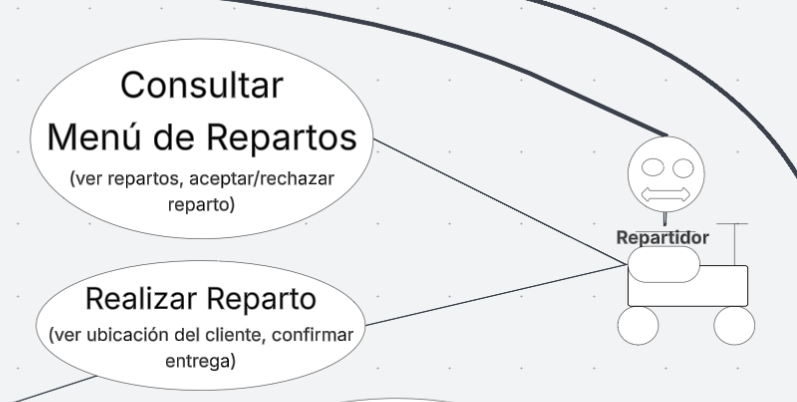 Consultar
Menú de Repartos
(ver repartos, aceptar/rechazar
reparto)
Repartidor
Realizar Reparto
(ver ubicación del cliente, confirmar
entrega)